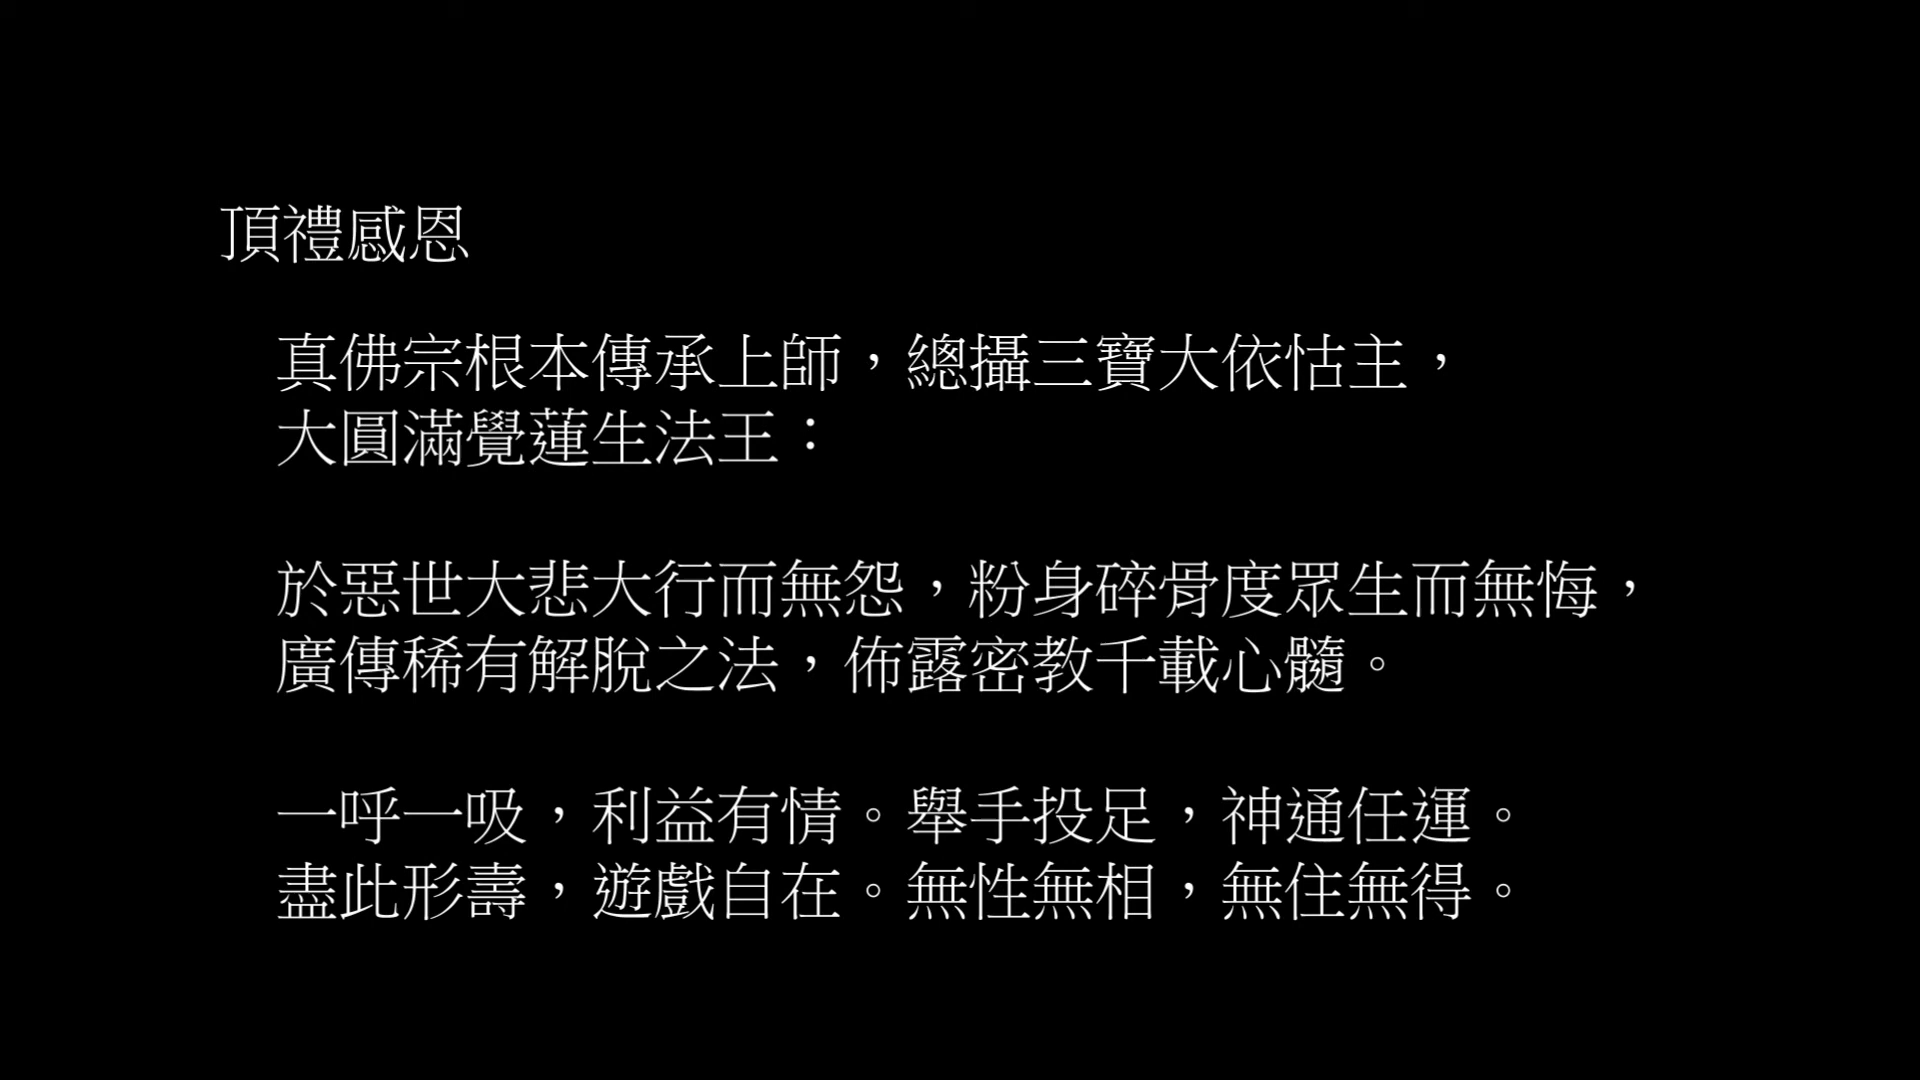 頂禮感恩
真佛宗根本傳承上師，總攝三寶大依怙主，
大圓滿覺蓮生法王：
於惡世大悲大行而無怨，粉身碎骨度眾生而無悔，
廣傳稀有解脫之法，佈露密教千載心髓。
一呼一吸，利益有情。舉手投足，神通任運。
盡此形壽，遊戲自在。無性無相，無住無得。